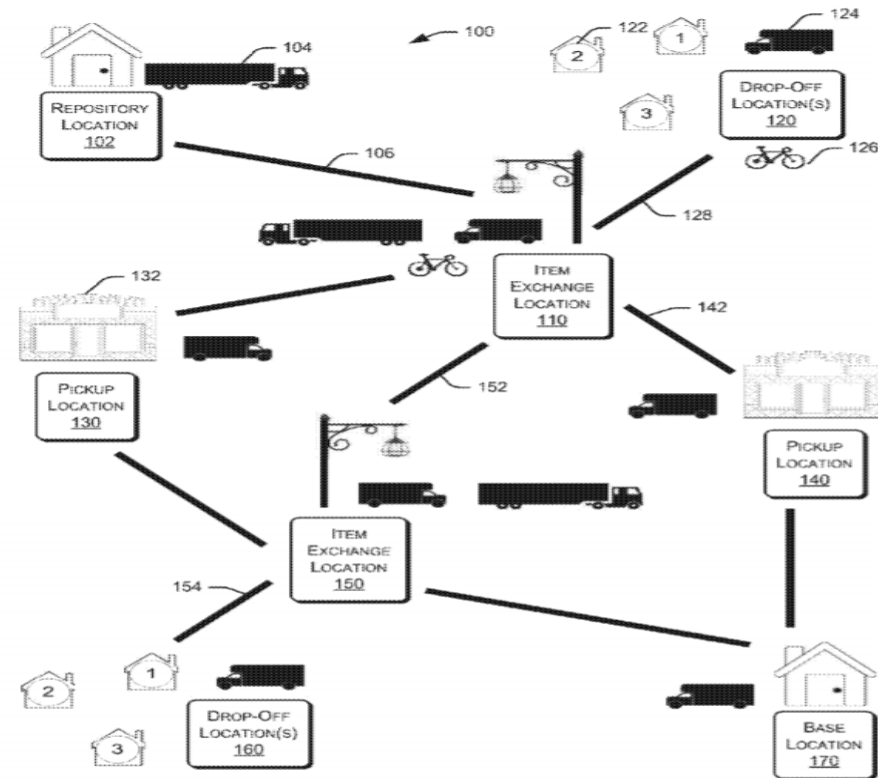 100
122
124
1
2
3
104
REPOSITORY
LOCATION
102
DROP-OFF
LOCATION(S)
120
126
106
128
ITEM
EXCHANGE
LOCATION
110
132
142
152
PICKUP
LOCATION
130
PICKUP
LOCATION
140
ITEM
EXCHANGE
LOCATION
150
154
1
2
3
DROP-OFF
LOCATION(S)
160
BASE
LOCATION
170